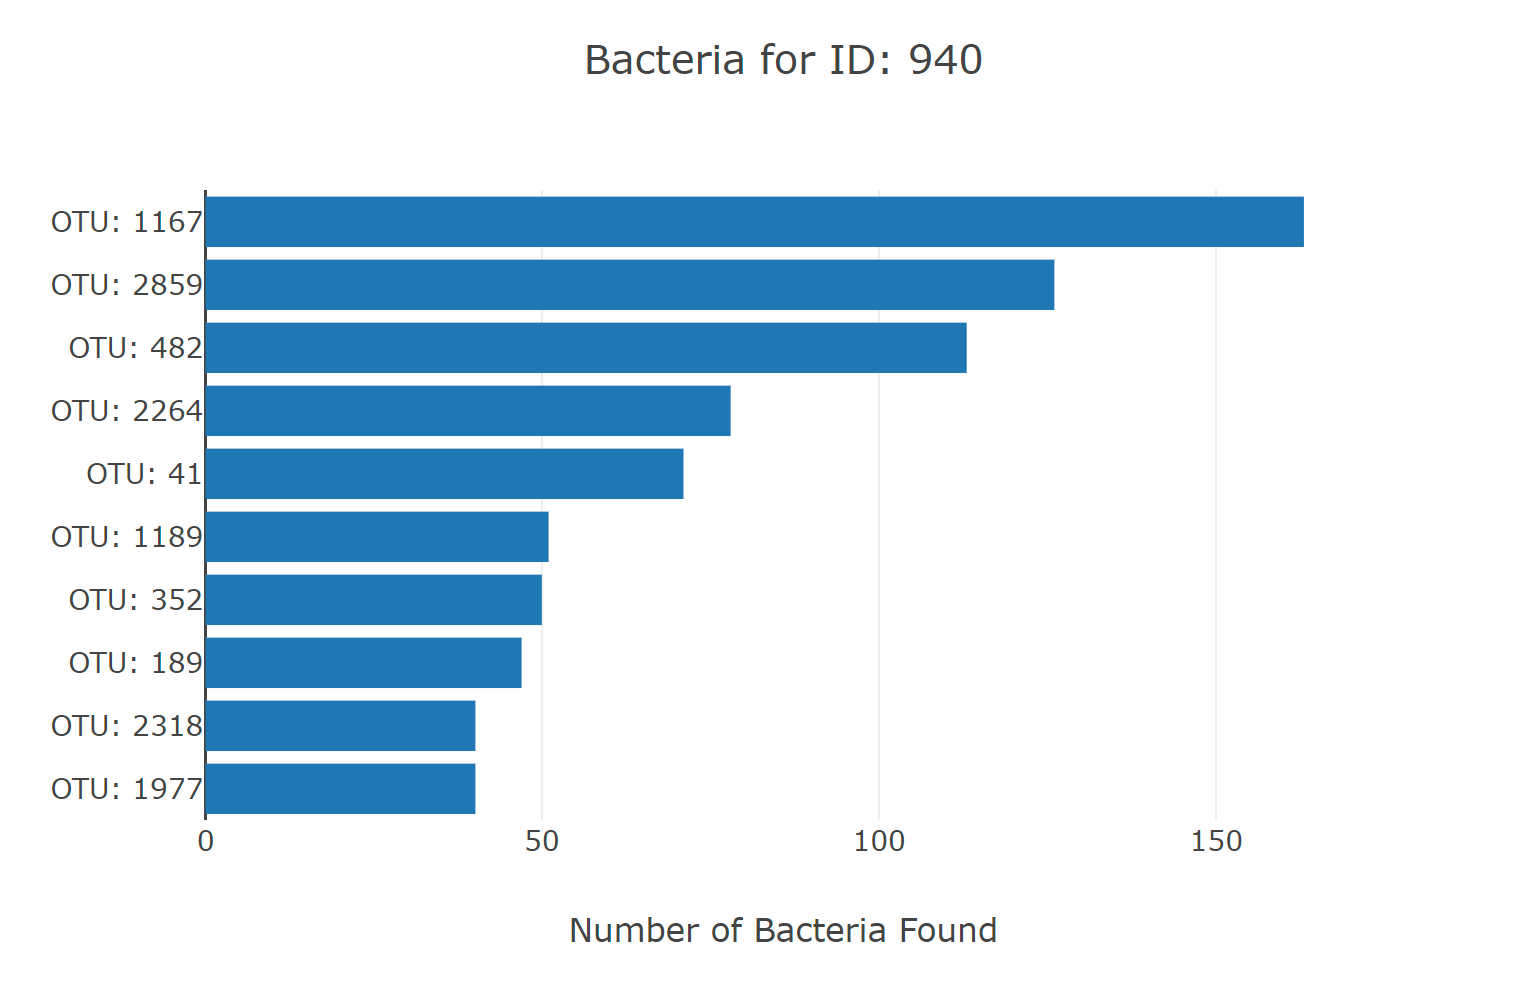 Bacteria for ID: 940
OTU: 1167
OTU: 2859
OTU: 482
OTU: 2264
OTU: 41
OTU: 1189
OTU: 352
OTU: 189
OTU: 2318
OTU: 1977
0 50 100 150
Number of Bacteria Found